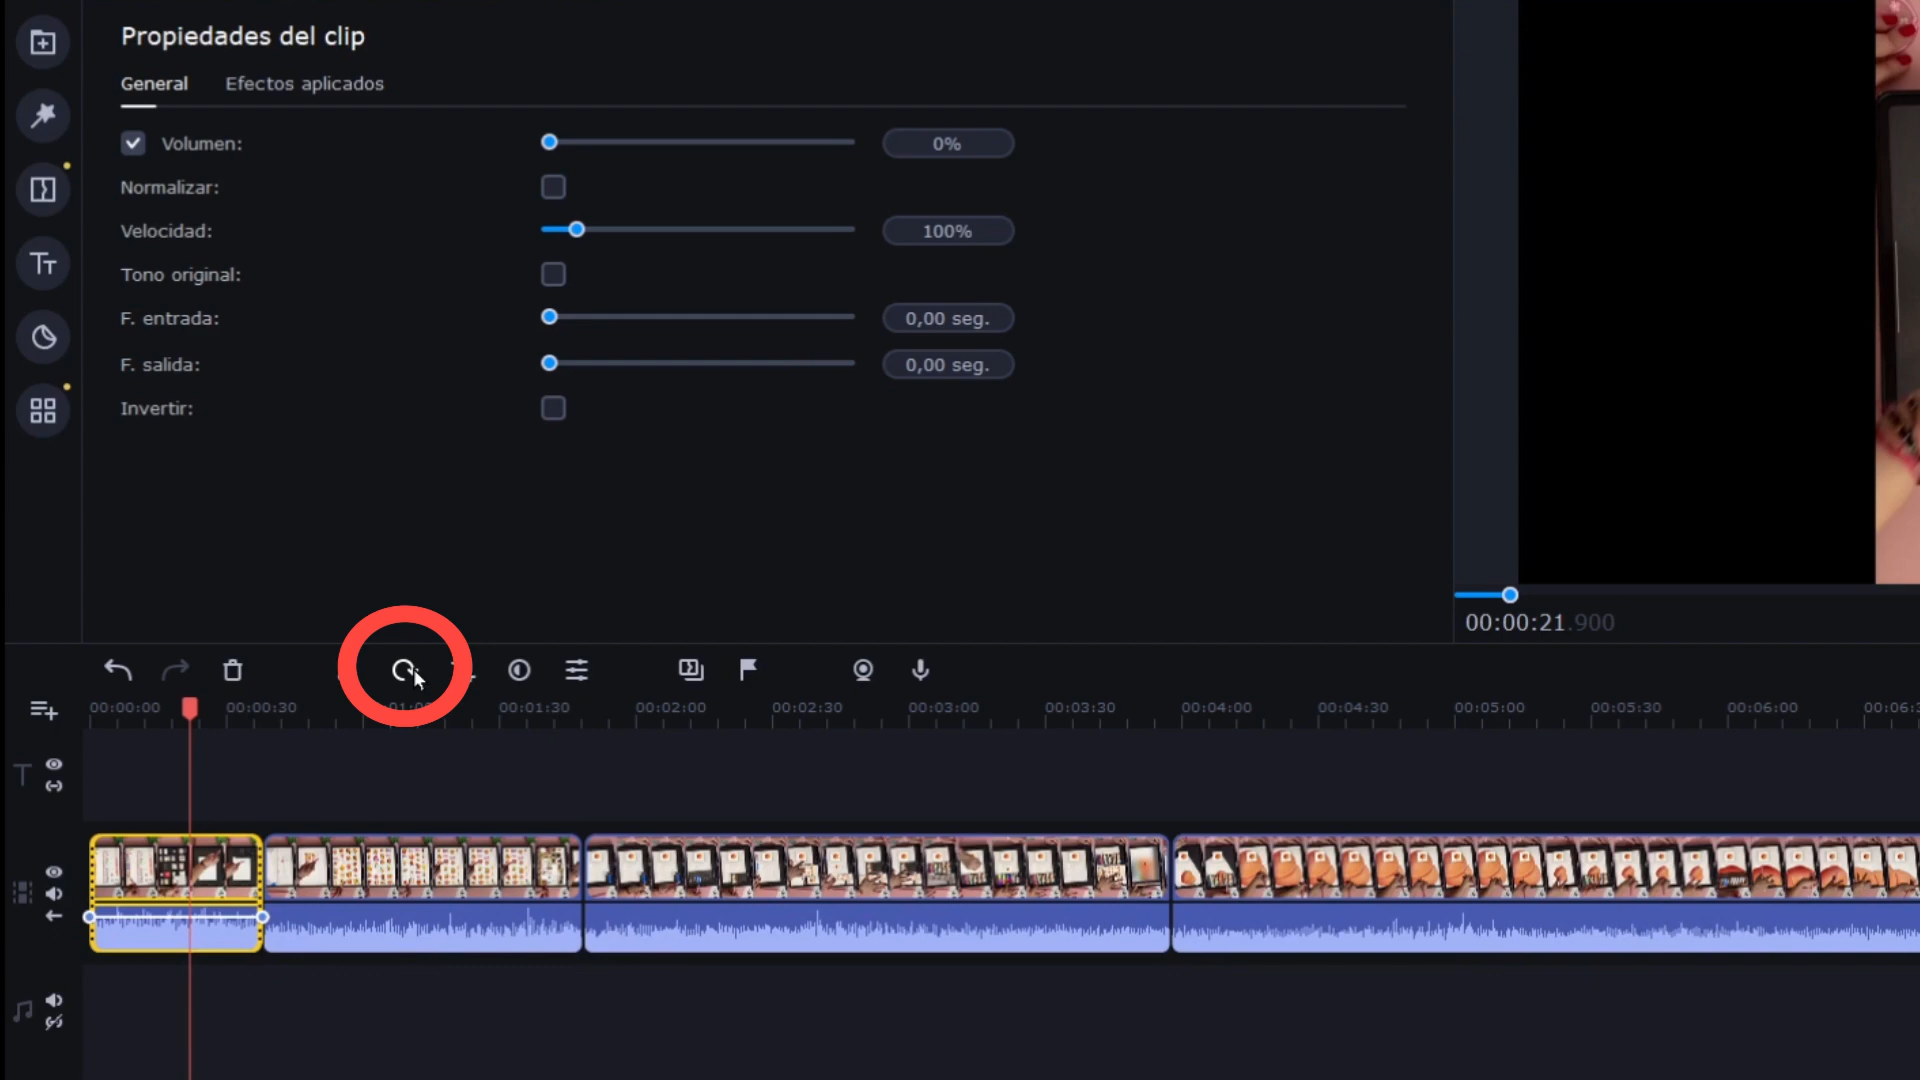 Propiedades del clip
General Efectos aplicados
Volumen: 0%
Normalizar:
Velocidad: 100%
Tono original:
F. entrada: 0,00 seg.
F. salida: 0,00 seg.
Invertir:
00:00:21.900
00:00:00 00:00:30 00:01:30 00:02:00 00:02:30 00:03:00 00:03:30 00:04:00 00:04:30 00:05:00 00:05:30 00:06:00 00:06:3